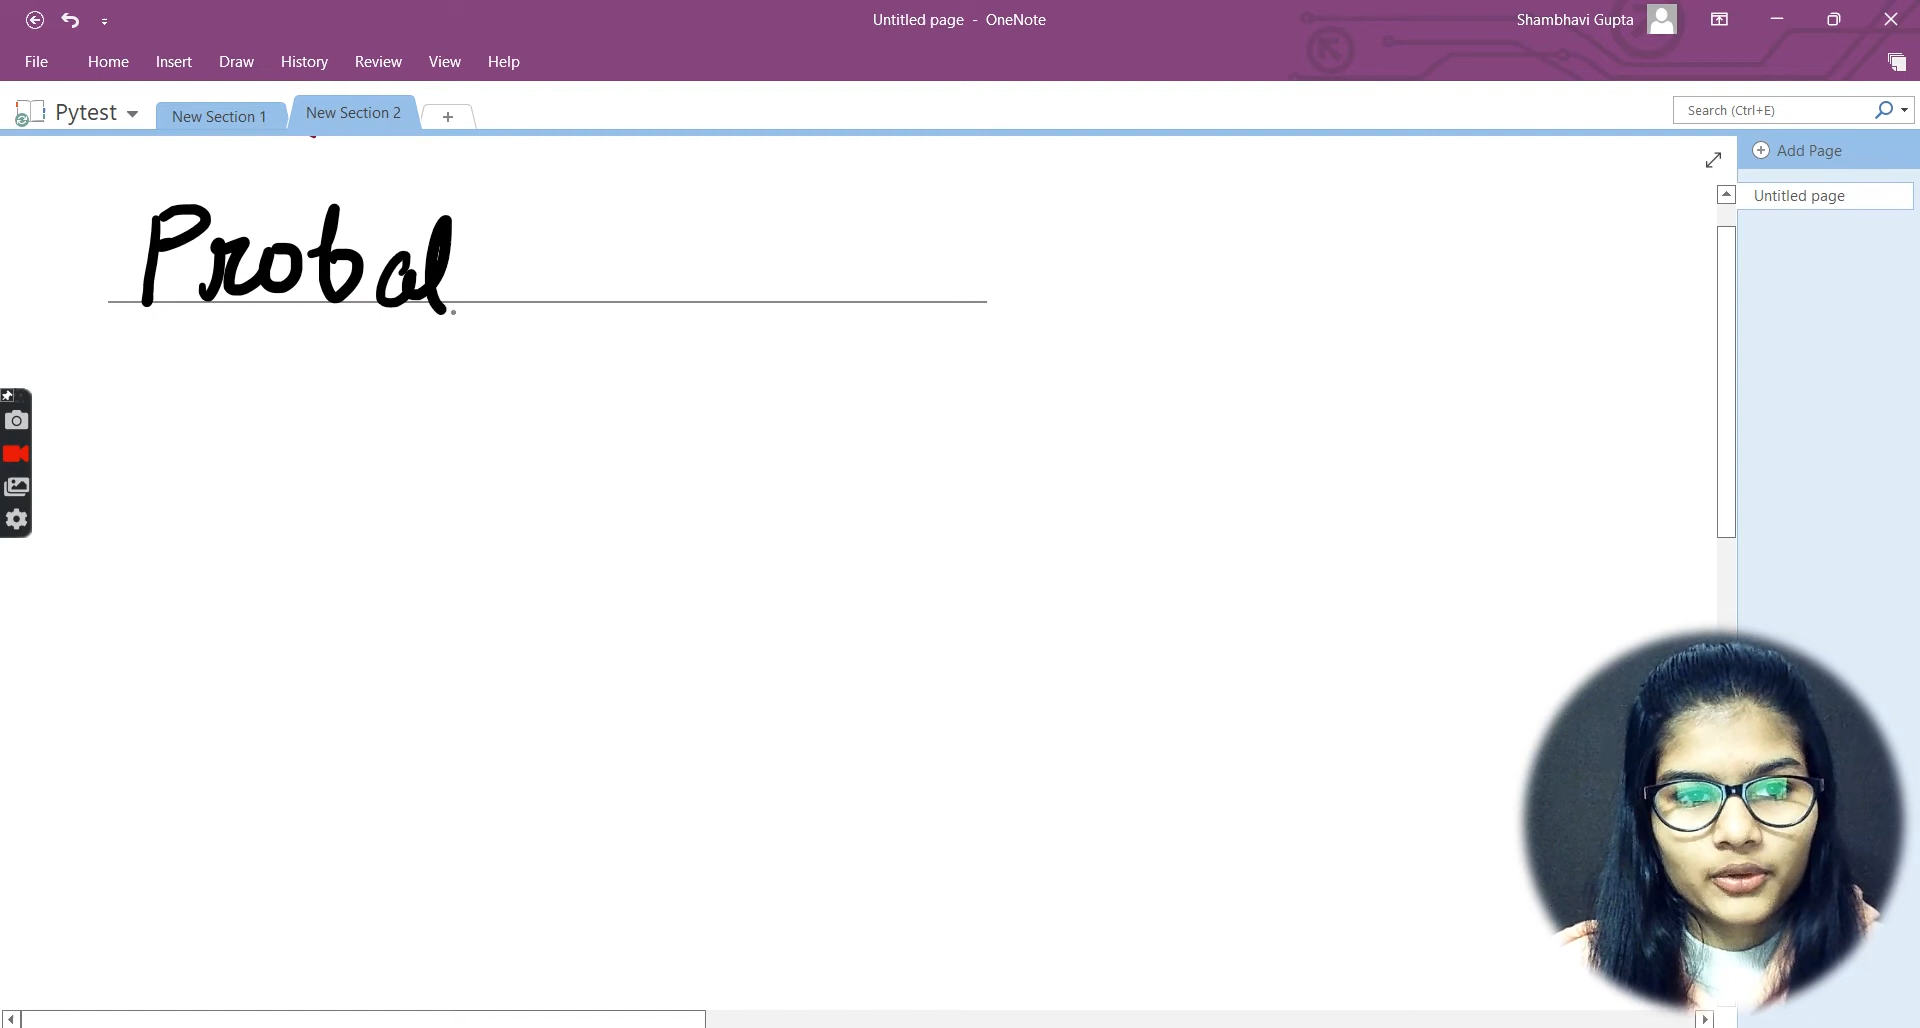 Untitled page - OneNote
Shambhavi Gupta
File Home Insert Draw History Review View Help
Pytest New Section 1 New Section 2 +
Search (Ctrl+E)
Add Page
Untitled page
Probal